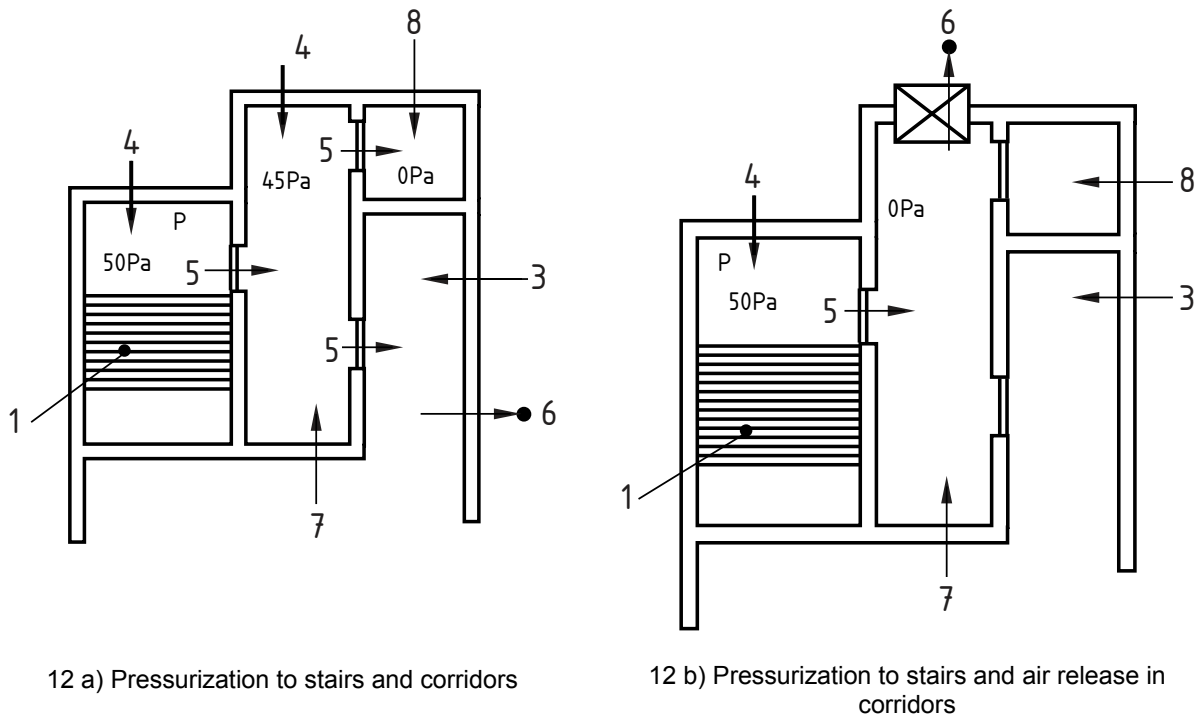 4
8
4
5
45Pa
0Pa
P
50Pa
5
3
5
1
6
7
12 a) Pressurization to stairs and corridors
6
4
8
0Pa
P
50Pa
5
3
1
7
12 b) Pressurization to stairs and air release in
corridors